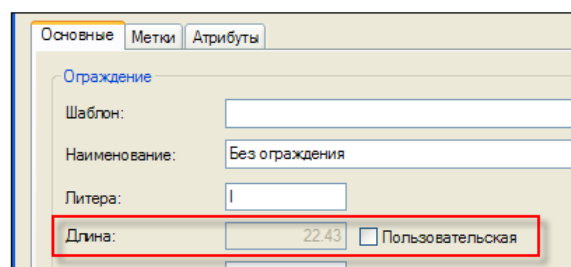 Основные Метки Атрибуты
Ограждение
Шаблон:
Наименование: Без ограждения
Литера: I
Длина: 22.43 Пользовательская